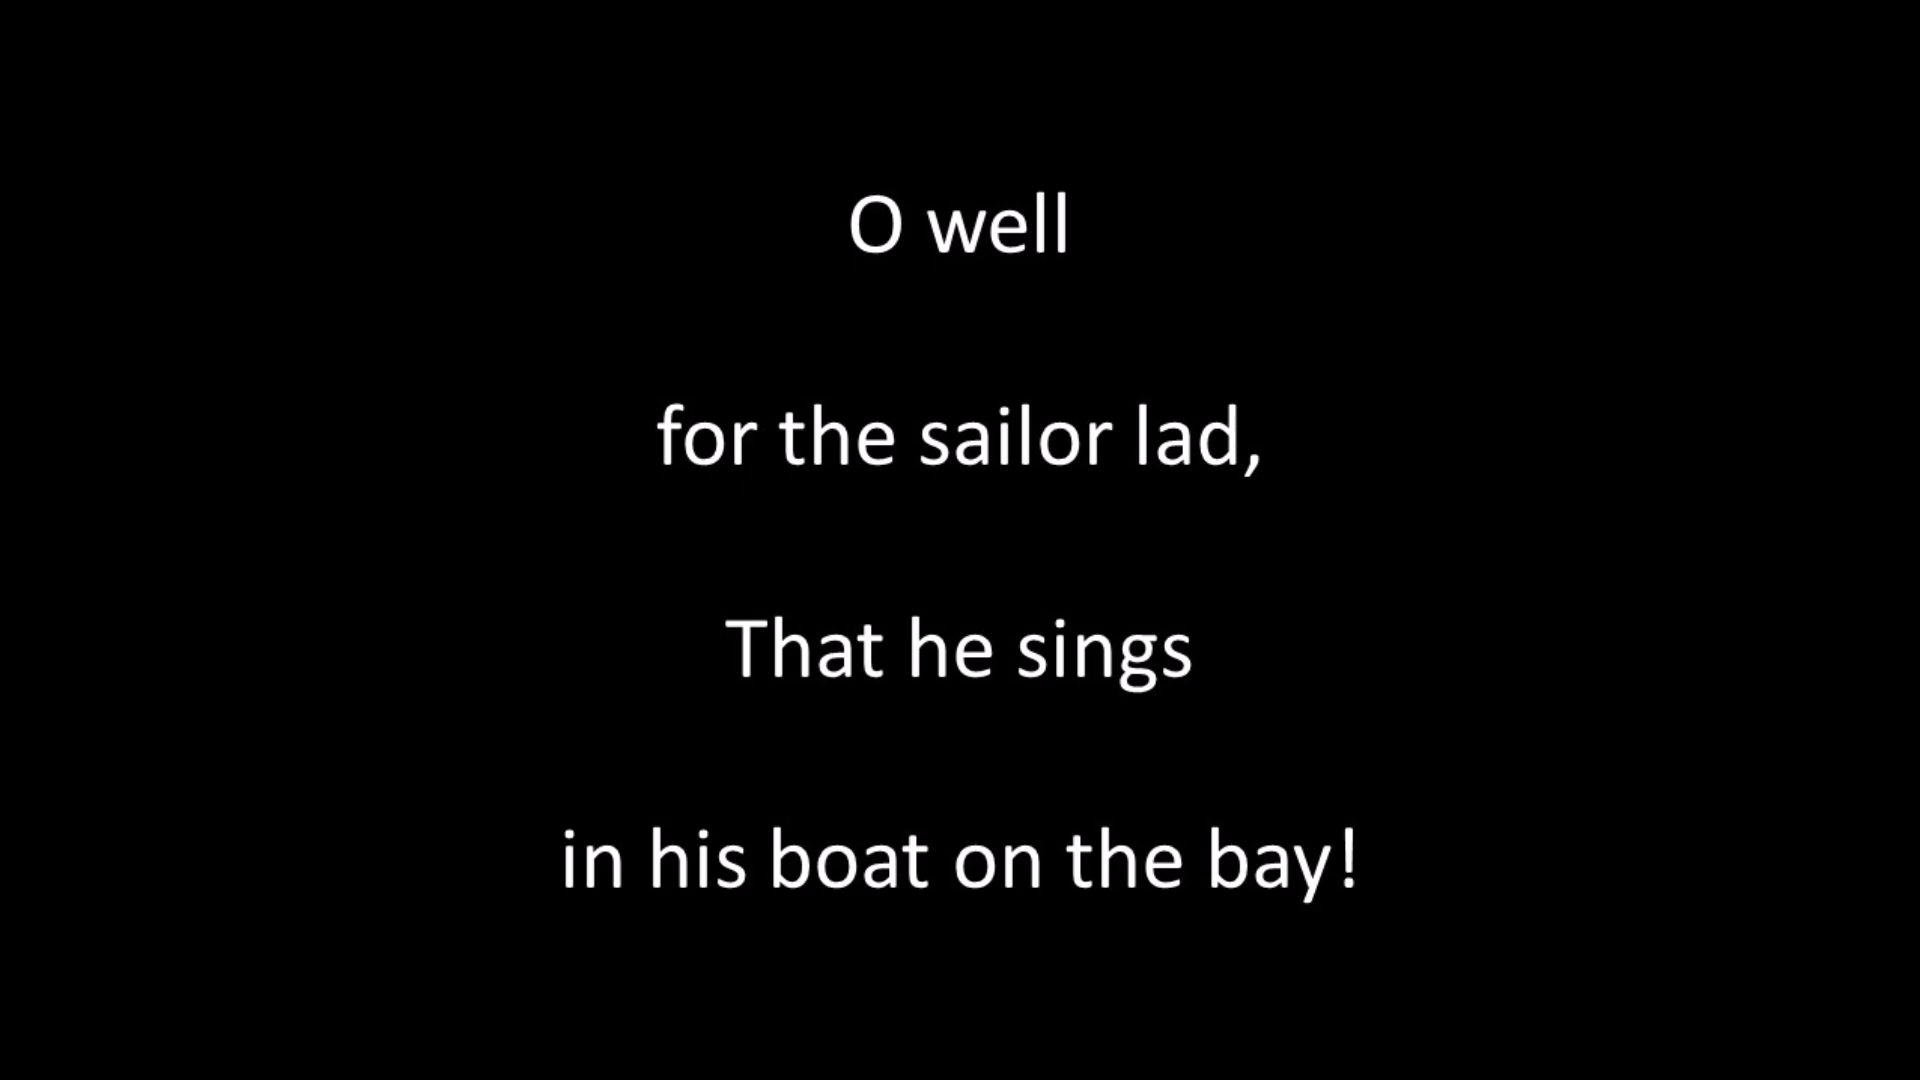 O well
for the sailor lad,
That he sings
in his boat on the bay!